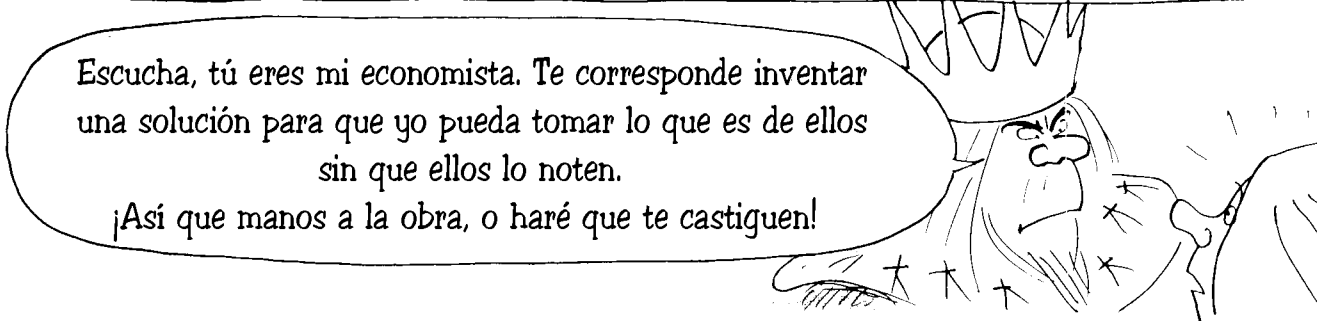 Escucha, tú eres mi economista. Te corresponde inventar
una solución para que yo pueda tomar lo que es de ellos
sin que ellos lo noten.
¡Así que manos a la obra, o haré que te castiguen!